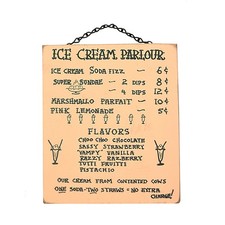 ICE CREAM PARLOUR
ICE CREAM SODA FIZZ — 6¢
SUPER SUNDAE — 2 DIPS 8¢
— 4 DIPS 12¢
MARSHMALLO PARFAIT — 10¢
PINK LEMONADE — 5¢
FLAVORS
CHOO CHOO CHOCOLATE
SASSY STRAWBERRY
"VAMPY" VANILLA
RAZZY RAZBERRY
TUTTI FRUTTI
PISTACHIO
OUR CREAM FROM CONTENTED COWS
ONE SODA - TWO STRAWS = NO EXTRA
CHARGE!